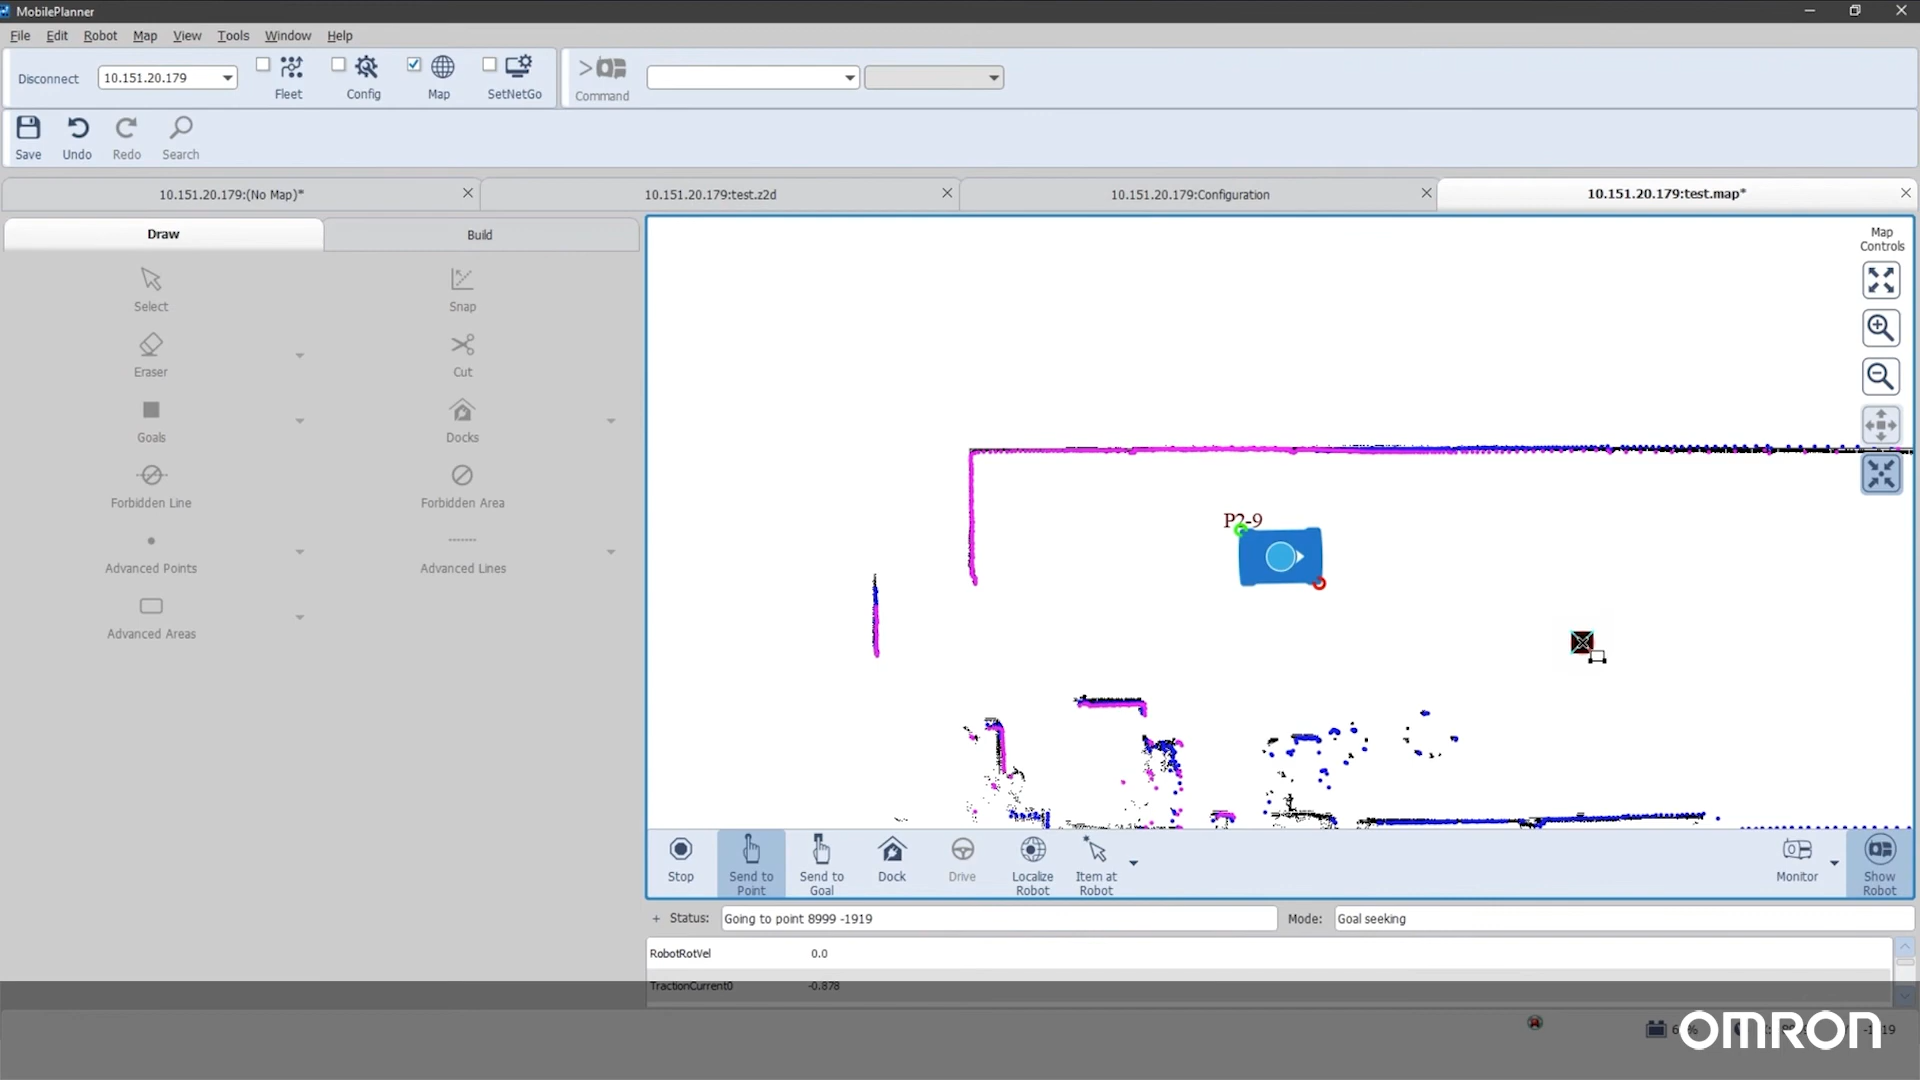 MobilePlanner
File Edit Robot Map View Tools Window Help
Disconnect 10.151.20.179 Fleet Config Map SetNetGo Command
Save Undo Redo Search
10.151.20.179:(No Map)* 10.151.20.179:test.z2d 10.151.20.179:Configuration 10.151.20.179:test.map*
Draw Build
Map
Controls
Select Snap
Eraser Cut
Goals Docks
Forbidden Line Forbidden Area
Advanced Points Advanced Lines
Advanced Areas
P2-9
Stop Send to Point Send to Goal Dock Drive Localize Robot Item at Robot Monitor Show Robot
+ Status: Going to point 8999 -1919 Mode: Goal seeking
RobotRotVel 0.0
TractionCurrent0 -0.878
OMRON